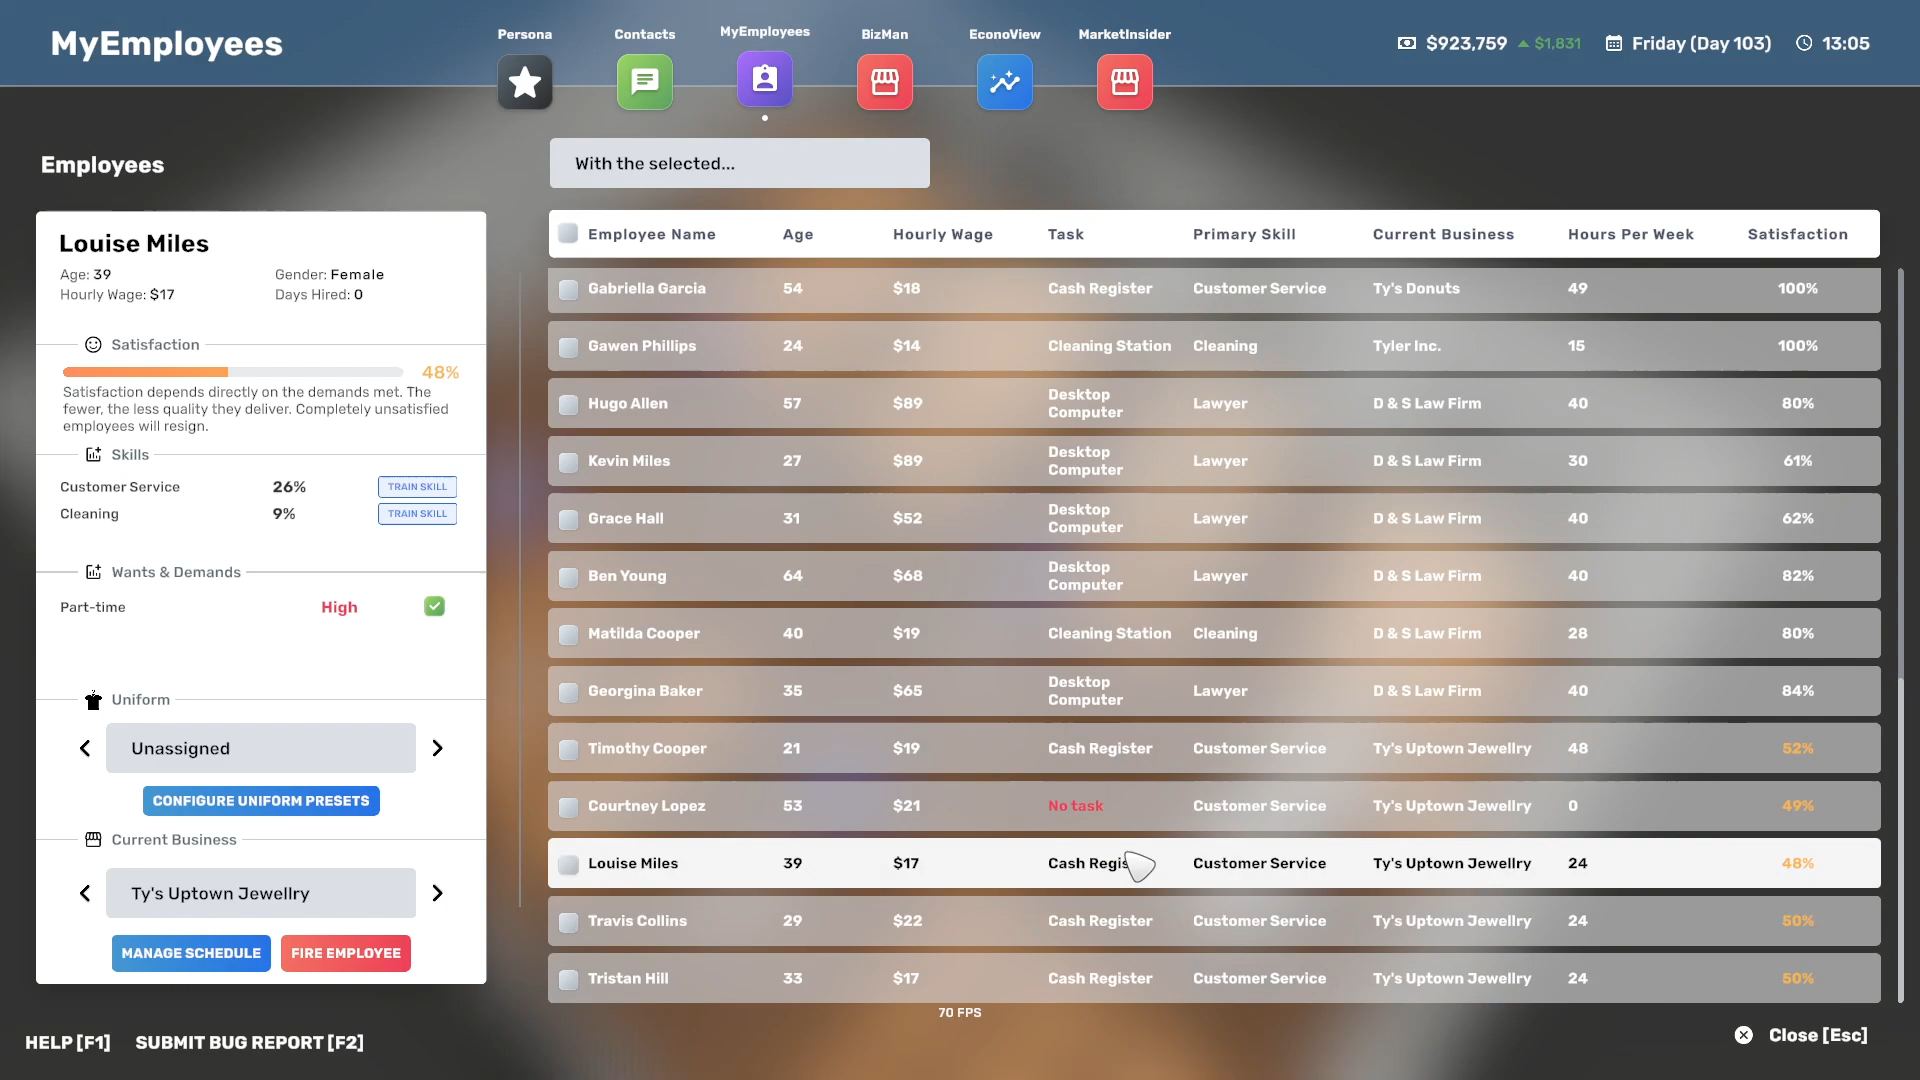 MyEmployees
Persona
Contacts
MyEmployees
BizMan
EconoView
MarketInsider
$923,759
$1,831
Friday (Day 103)
13:05
Employees
With the selected...
Louise Miles
Age: 39
Gender: Female
Hourly Wage: $17
Days Hired: 0
Satisfaction
48%
Satisfaction depends directly on the demands met. The
fewer, the less quality they deliver. Completely unsatisfied
employees will resign.
Skills
Customer Service 26% TRAIN SKILL
Cleaning 9% TRAIN SKILL
Wants & Demands
Part-time High
Uniform
Unassigned
CONFIGURE UNIFORM PRESETS
Current Business
Ty's Uptown Jewellry
MANAGE SCHEDULE FIRE EMPLOYEE
Employee Name Age Hourly Wage Task Primary Skill Current Business Hours Per Week Satisfaction
Gabriella Garcia 54 $18 Cash Register Customer Service Ty's Donuts 49 100%
Gawen Phillips 24 $14 Cleaning Station Cleaning Tyler Inc. 15 100%
Hugo Allen 57 $89 Desktop Computer Lawyer D & S Law Firm 40 80%
Kevin Miles 27 $89 Desktop Computer Lawyer D & S Law Firm 30 61%
Grace Hall 31 $52 Desktop Computer Lawyer D & S Law Firm 40 62%
Ben Young 64 $68 Desktop Computer Lawyer D & S Law Firm 40 82%
Matilda Cooper 40 $19 Cleaning Station Cleaning D & S Law Firm 28 80%
Georgina Baker 35 $65 Desktop Computer Lawyer D & S Law Firm 40 84%
Timothy Cooper 21 $19 Cash Register Customer Service Ty's Uptown Jewellry 48 52%
Courtney Lopez 53 $21 No task Customer Service Ty's Uptown Jewellry 0 49%
Louise Miles 39 $17 Cash Regis Customer Service Ty's Uptown Jewellry 24 48%
Travis Collins 29 $22 Cash Register Customer Service Ty's Uptown Jewellry 24 50%
Tristan Hill 33 $17 Cash Register Customer Service Ty's Uptown Jewellry 24 50%
70 FPS
HELP [F1] SUBMIT BUG REPORT [F2]
Close [Esc]